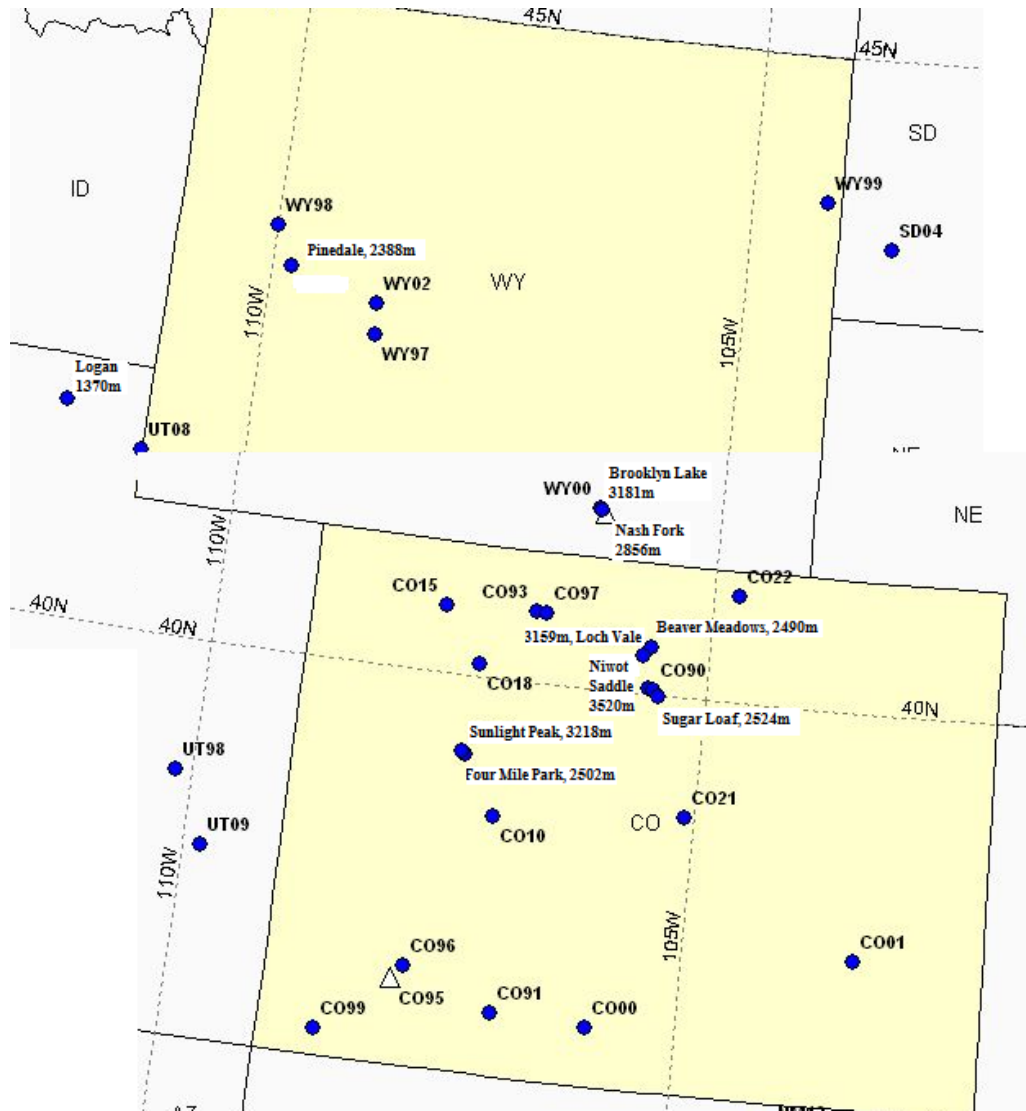 45N
45N
SD
ID
WY99
WY98
SD04
Pinedale, 2388m
WY02
WY
110W
105W
WY97
Logan
1370m
UT08
Brooklyn Lake
3181m
WY00
NE
Nash Fork
2856m
110W
CO22
CO15
CO93
CO97
40N
Beaver Meadows, 2490m
40N
3159m, Loch Vale
Niwot
Saddle
3520m
CO90
CO18
40N
Sugar Loaf, 2524m
Sunlight Peak, 3218m
UT98
Four Mile Park, 2502m
CO21
UT09
CO
CO10
110W
105W
CO96
CO01
CO95
CO91
CO99
CO00